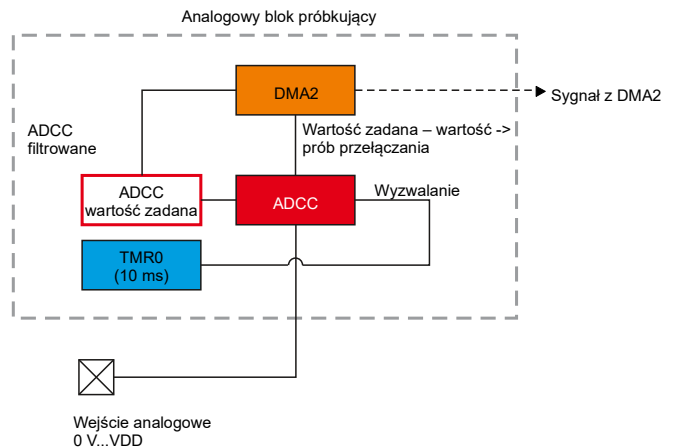 Analogowy blok próbkujący
DMA2
Sygnał z DMA2
ADCC
filtrowane
Wartość zadana – wartość ->
prób przełączania
ADCC
wartość zadana
ADCC
Wyzwalanie
TMR0
(10 ms)
Wejście analogowe
0 V...VDD